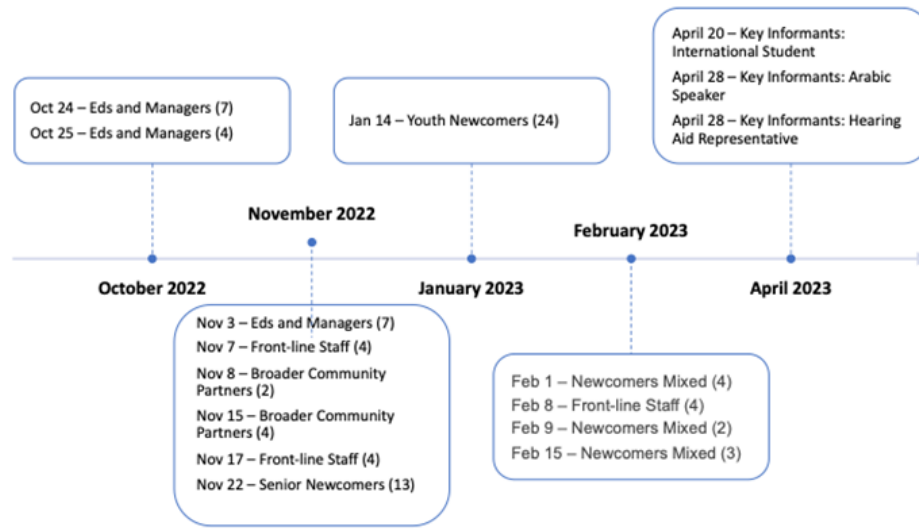 Oct 24 – Eds and Managers (7)
Oct 25 – Eds and Managers (4)
Jan 14 – Youth Newcomers (24)
April 20 – Key Informants:
International Student
April 28 – Key Informants: Arabic
Speaker
April 28 – Key Informants: Hearing
Aid Representative
November 2022
February 2023
October 2022
January 2023
April 2023
Nov 3 – Eds and Managers (7)
Nov 7 – Front-line Staff (4)
Nov 8 – Broader Community
Partners (2)
Nov 15 – Broader Community
Partners (4)
Nov 17 – Front-line Staff (4)
Nov 22 – Senior Newcomers (13)
Feb 1 – Newcomers Mixed (4)
Feb 8 – Front-line Staff (4)
Feb 9 – Newcomers Mixed (2)
Feb 15 – Newcomers Mixed (3)